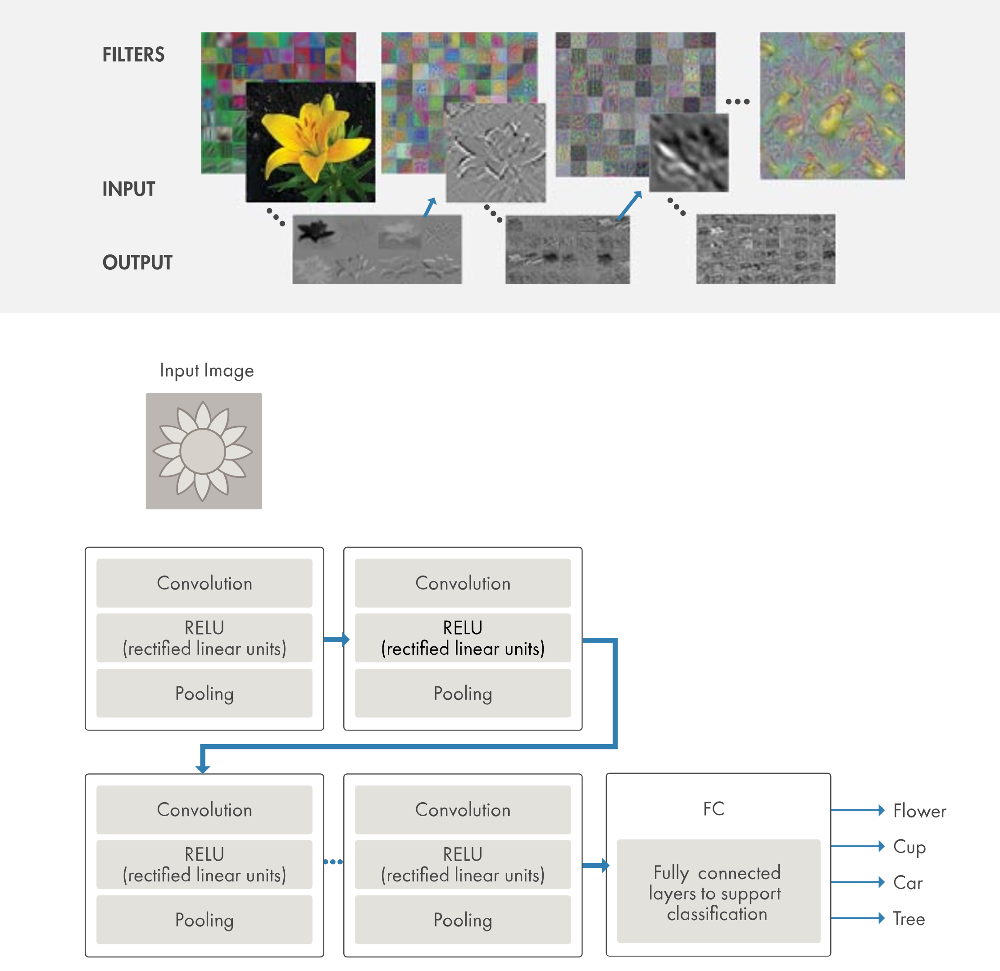 FILTERS
INPUT
OUTPUT
Input Image
Convolution
RELU
(rectified linear units)
Pooling
Convolution
RELU
(rectified linear units)
Pooling
Convolution
RELU
(rectified linear units)
Pooling
Convolution
RELU
(rectified linear units)
Pooling
FC
Fully connected
layers to support
classification
Flower
Cup
Car
Tree